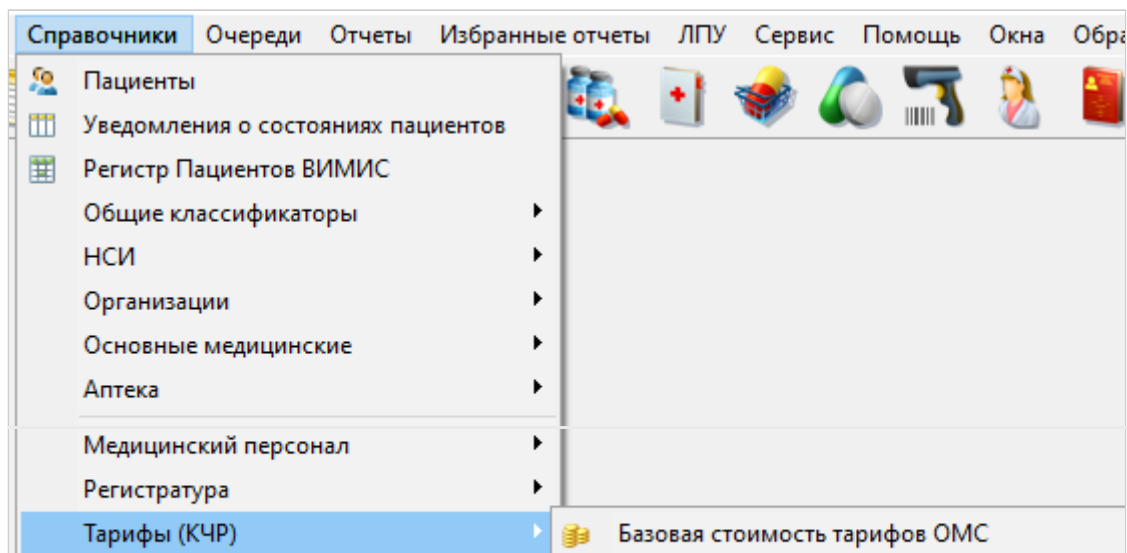 Справочники Очереди Отчеты Избранные отчеты ЛПУ Сервис Помощь Окна Обра
Пациенты
Уведомления о состояниях пациентов
Регистр Пациентов ВИМИС
Общие классификаторы
НСИ
Организации
Основные медицинские
Аптека
Медицинский персонал
Регистратура
Тарифы (КЧР) Базовая стоимость тарифов ОМС